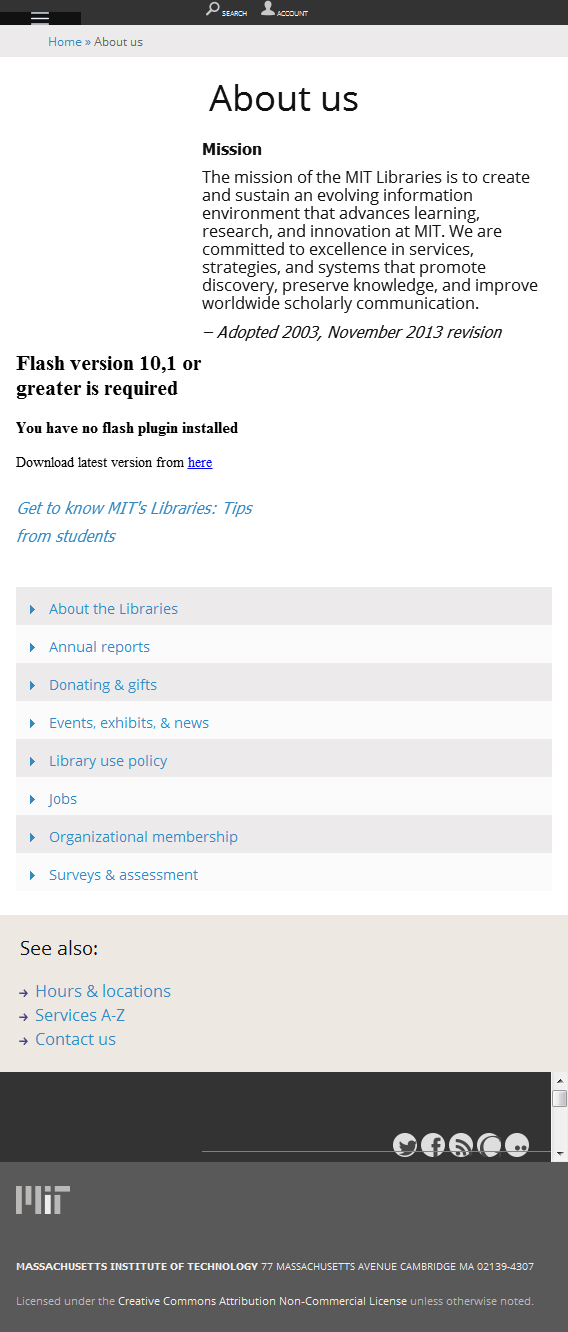 SEARCH ACCOUNT
Home » About us
About us
Mission
The mission of the MIT Libraries is to create
and sustain an evolving information
environment that advances learning,
research, and innovation at MIT. We are
committed to excellence in services,
strategies, and systems that promote
discovery, preserve knowledge, and improve
worldwide scholarly communication.
– Adopted 2003, November 2013 revision
Flash version 10,1 or
greater is required
You have no flash plugin installed
Download latest version from here
Get to know MIT's Libraries: Tips
from students
About the Libraries
Annual reports
Donating & gifts
Events, exhibits, & news
Library use policy
Jobs
Organizational membership
Surveys & assessment
See also:
Hours & locations
Services A-Z
Contact us
MIT
MASSACHUSETTS INSTITUTE OF TECHNOLOGY 77 MASSACHUSETTS AVENUE CAMBRIDGE MA 02139-4307
Licensed under the Creative Commons Attribution Non-Commercial License unless otherwise noted.